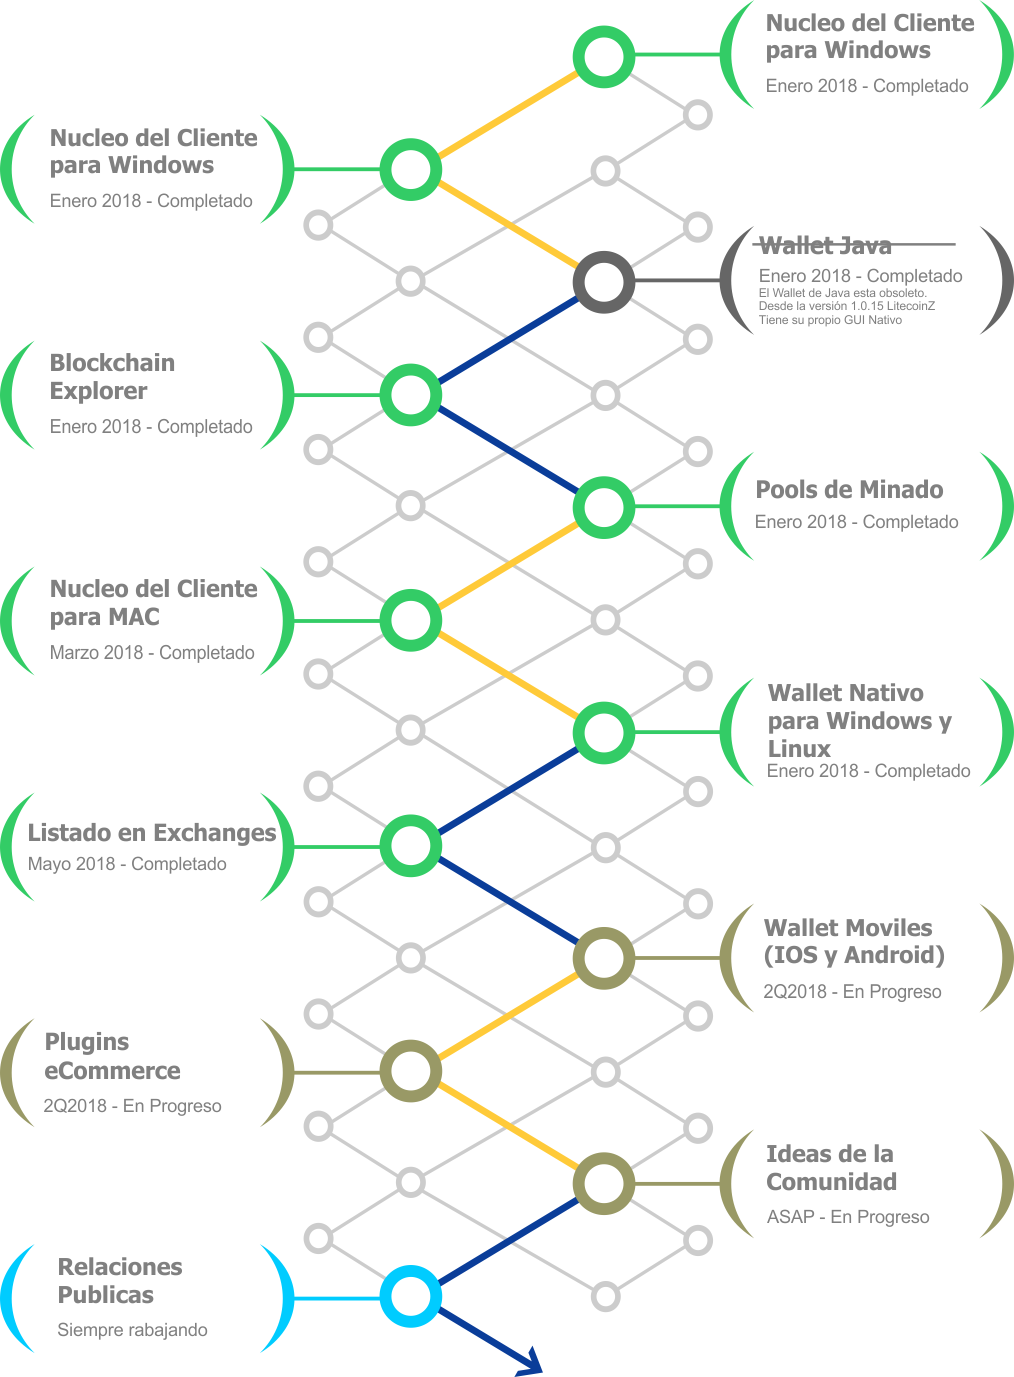 Nucleo del Cliente
para Windows
Enero 2018 - Completado
Nucleo del Cliente
para Windows
Enero 2018 - Completado
Wallet Java
Enero 2018 - Completado
El Wallet de Java esta obsoleto.
Desde la versión 1.0.15 LitecoinZ
Tiene su propio GUI Nativo
Blockchain
Explorer
Enero 2018 - Completado
Pools de Minado
Enero 2018 - Completado
Nucleo del Cliente
para MAC
Marzo 2018 - Completado
Wallet Nativo
para Windows y
Linux
Enero 2018 - Completado
Listado en Exchanges
Mayo 2018 - Completado
Wallet Moviles
(IOS y Android)
2Q2018 - En Progreso
Plugins
eCommerce
2Q2018 - En Progreso
Ideas de la
Comunidad
ASAP - En Progreso
Relaciones
Publicas
Siempre rabajando